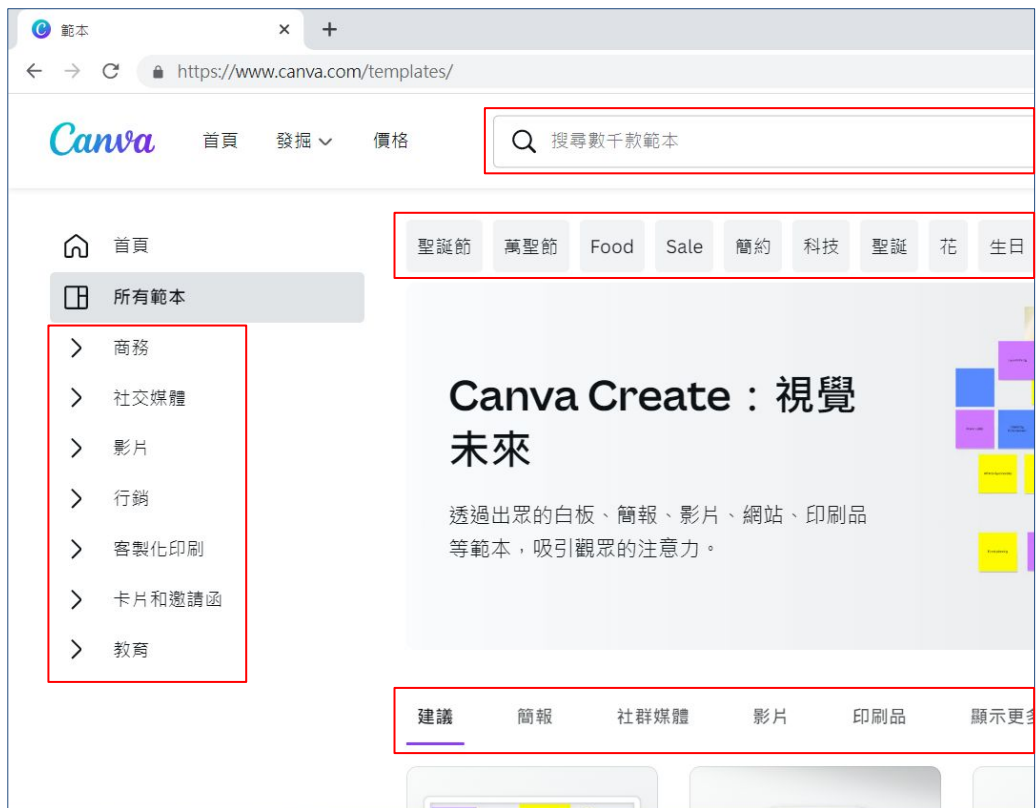 範本
https://www.canva.com/templates/
Canva 首頁 發掘 價格 搜尋數千款範本
首頁
所有範本
商務
社交媒體
影片
行銷
客製化印刷
卡片和邀請函
教育
聖誕節 萬聖節 Food Sale 簡約 科技 聖誕 花 生日
Canva Create：視覺
未來
透過出眾的白板、簡報、影片、網站、印刷品
等範本，吸引觀眾的注意力。
建議 簡報 社群媒體 影片 印刷品 顯示更多